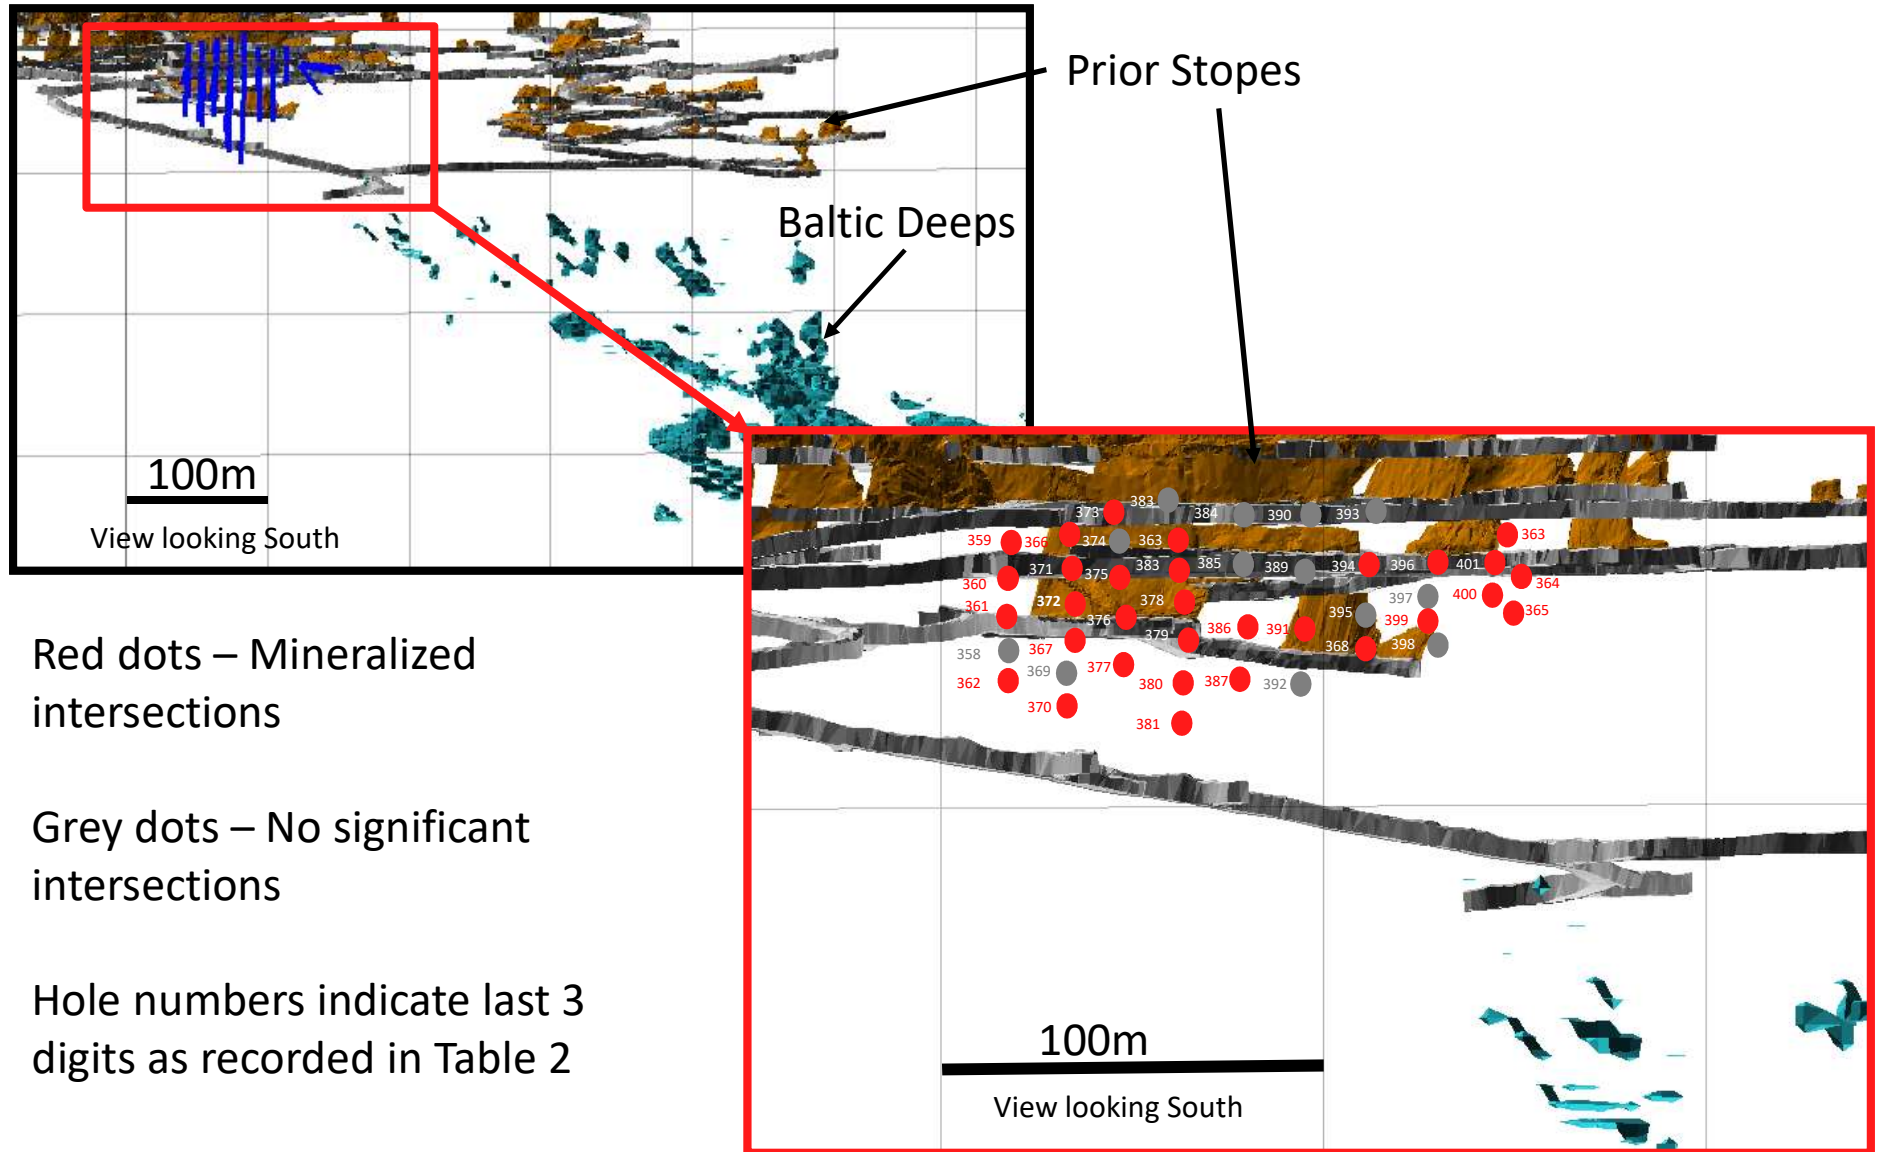 Prior Stopes
Baltic Deeps
100m
View looking South
Red dots – Mineralized
intersections
Grey dots – No significant
intersections
Hole numbers indicate last 3
digits as recorded in Table 2
383
373 384 390 393
359 366 374 363 363
371 375 383 385 389 394 396 401
360 364
361 372 378 397 400 365
376 395
379 386 391 399
358 367 368 398
369 377
362 380 387 392
370
381
100m
View looking South